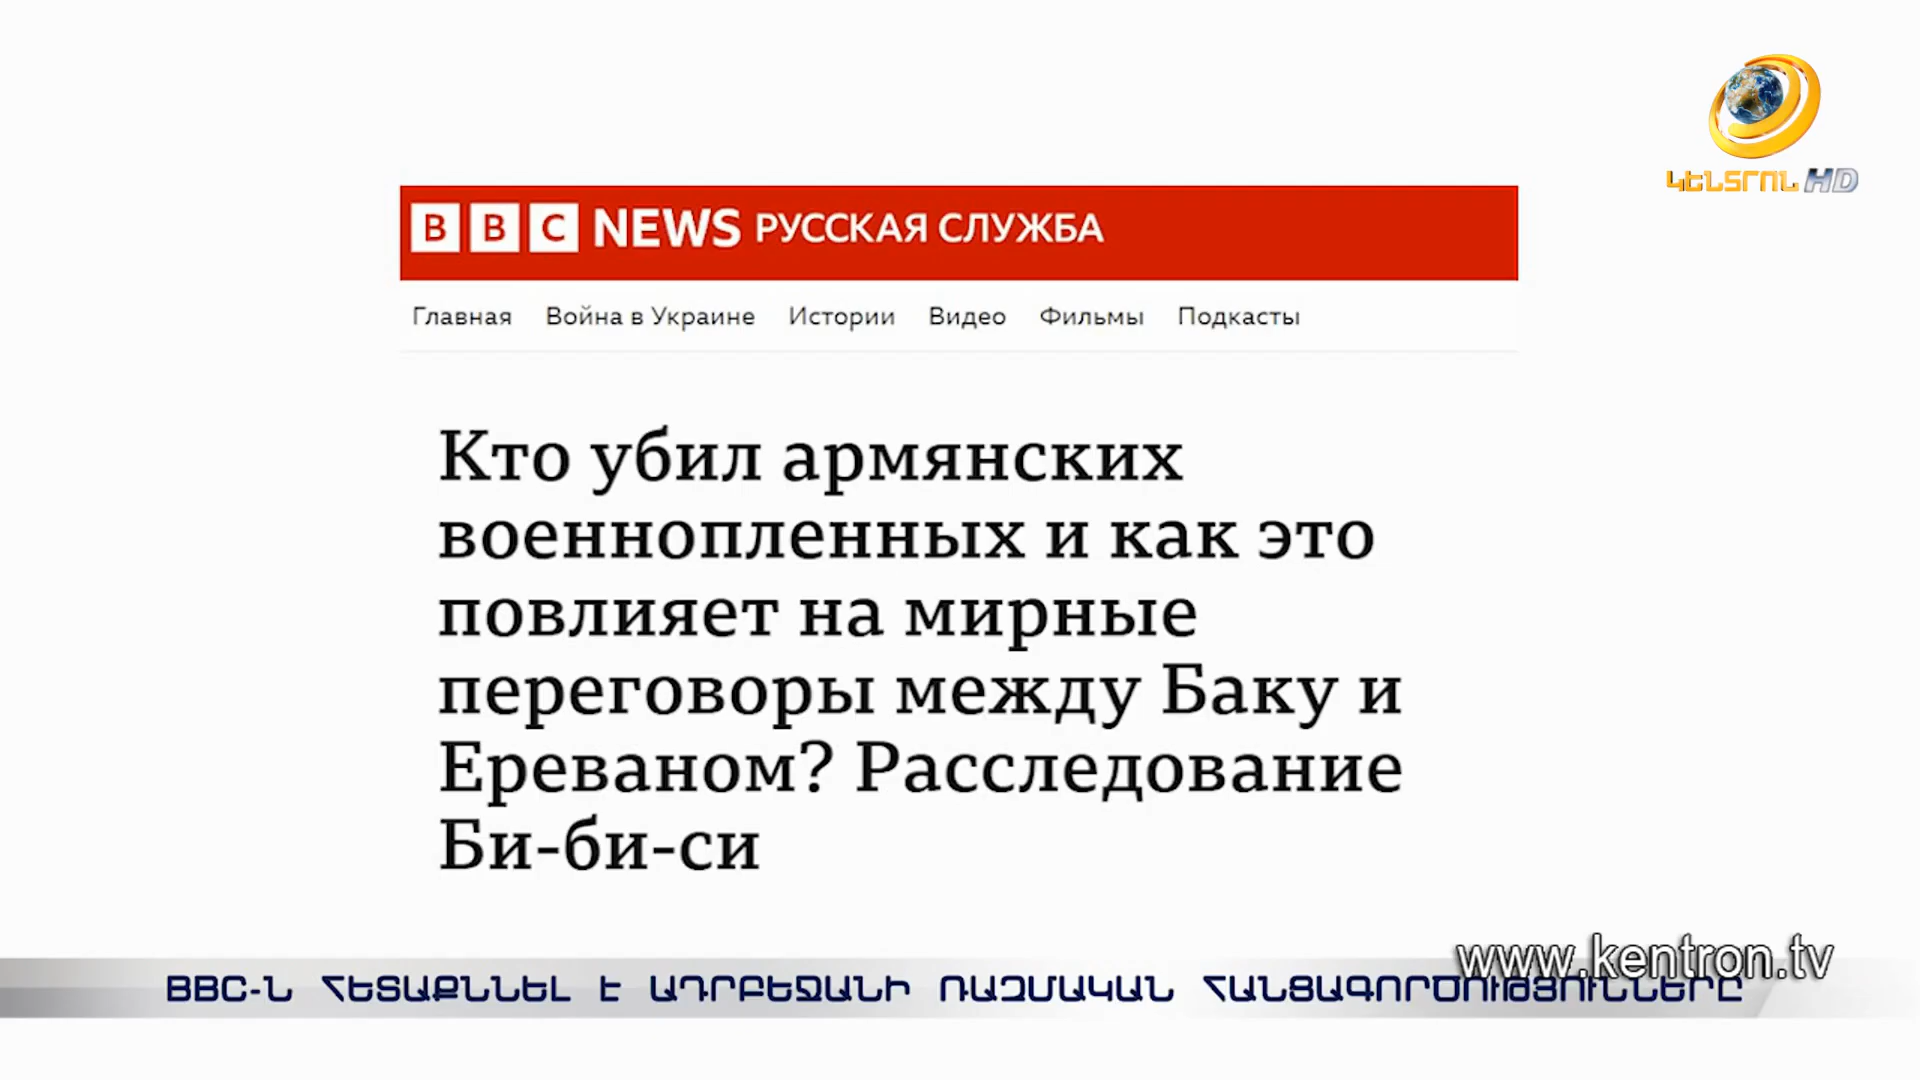 ԿԵՆՏՐՈՆ HD
BBC NEWS РУССКАЯ СЛУЖБА
Главная Война в Украине Истории Видео Фильмы Подкасты
Кто убил армянских
военнопленных и как это
повлияет на мирные
переговоры между Баку и
Ереваном? Расследование
Би-би-си
www.kentron.tv
BBC-Ն ՀԵՏԱՔՆՆԵԼ Է ԱԴՐԲԵՋԱՆԻ ՌԱԶՄԱԿԱՆ ՀԱՆՑԱԳՈՐԾՈՒԹՅՈՒՆՆԵՐԸ